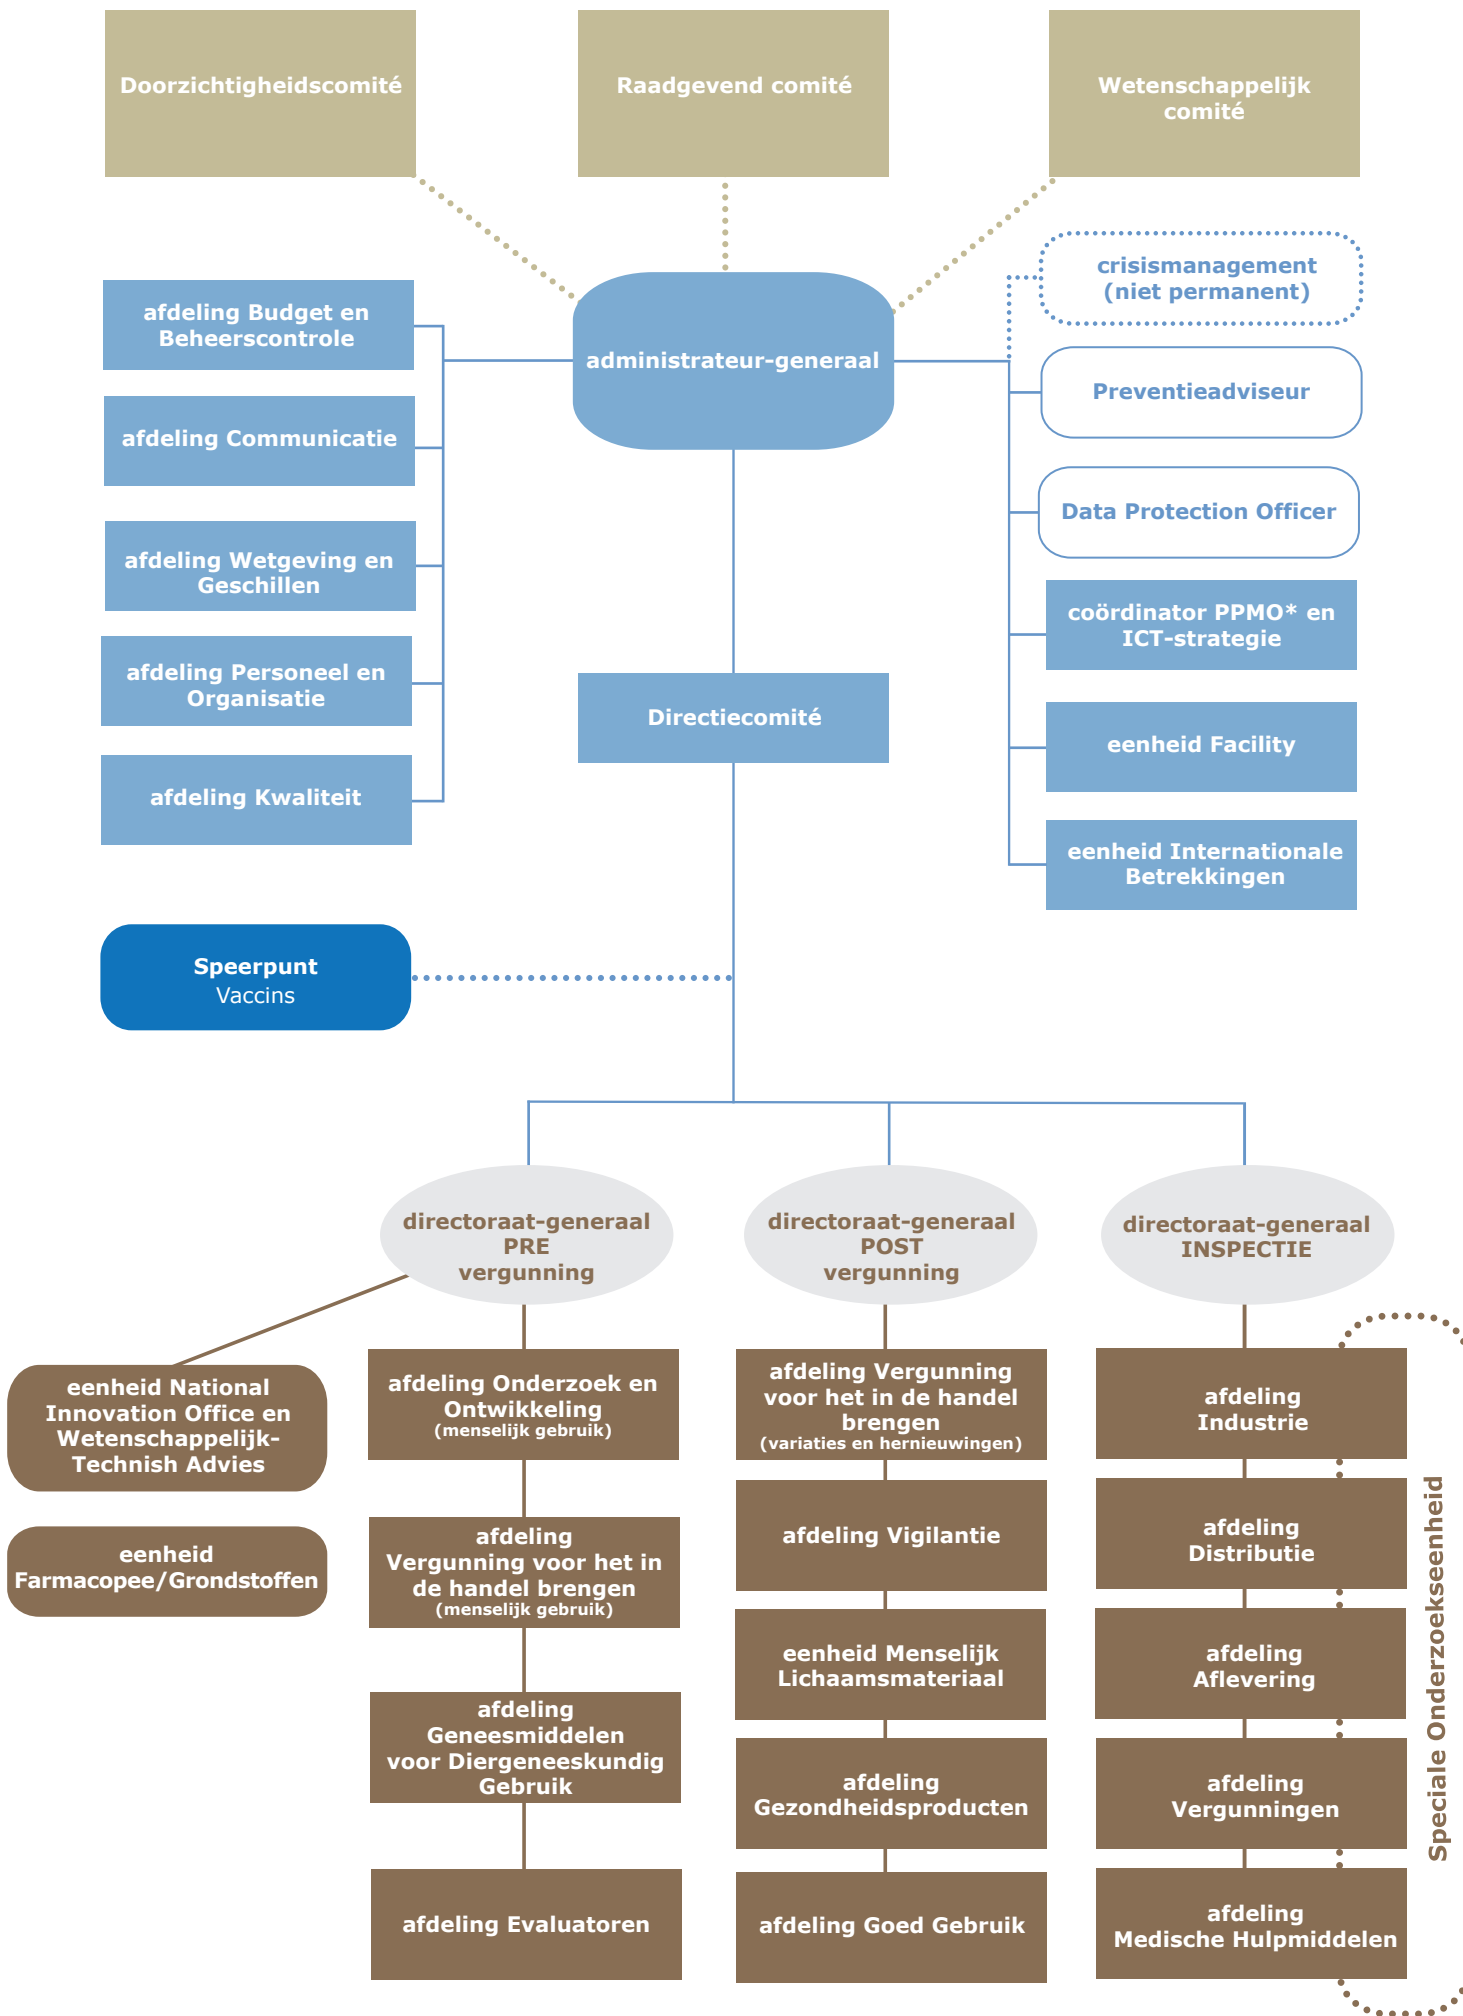 Doorzichtigheidscomité
Raadgevend comité
Wetenschappelijk
comité
administrateur-generaal
afdeling Budget en
Beheerscontrole
afdeling Communicatie
afdeling Wetgeving en
Geschillen
afdeling Personeel en
Organisatie
afdeling Kwaliteit
crisismanagement
(niet permanent)
Preventieadviseur
Data Protection Officer
coördinator PPMO* en
ICT-strategie
eenheid Facility
eenheid Internationale
Betrekkingen
Directiecomité
Speerpunt
Vaccins
directoraat-generaal
PRE
vergunning
directoraat-generaal
POST
vergunning
directoraat-generaal
INSPECTIE
eenheid National
Innovation Office en
Wetenschappelijk-
Technish Advies
eenheid
Farmacopee/Grondstoffen
afdeling Onderzoek en
Ontwikkeling
(menselijk gebruik)
afdeling
Vergunning voor het in
de handel brengen
(menselijk gebruik)
afdeling
Geneesmiddelen
voor Diergeneeskundig
Gebruik
afdeling Evaluatoren
afdeling Vergunning
voor het in de handel
brengen
(variaties en hernieuwingen)
afdeling Vigilantie
eenheid Menselijk
Lichaamsmateriaal
afdeling
Gezondheidsproducten
afdeling Goed Gebruik
afdeling
Industrie
afdeling
Distributie
afdeling
Aflevering
afdeling
Vergunningen
afdeling
Medische Hulpmiddelen
Speciale Onderzoekseenheid